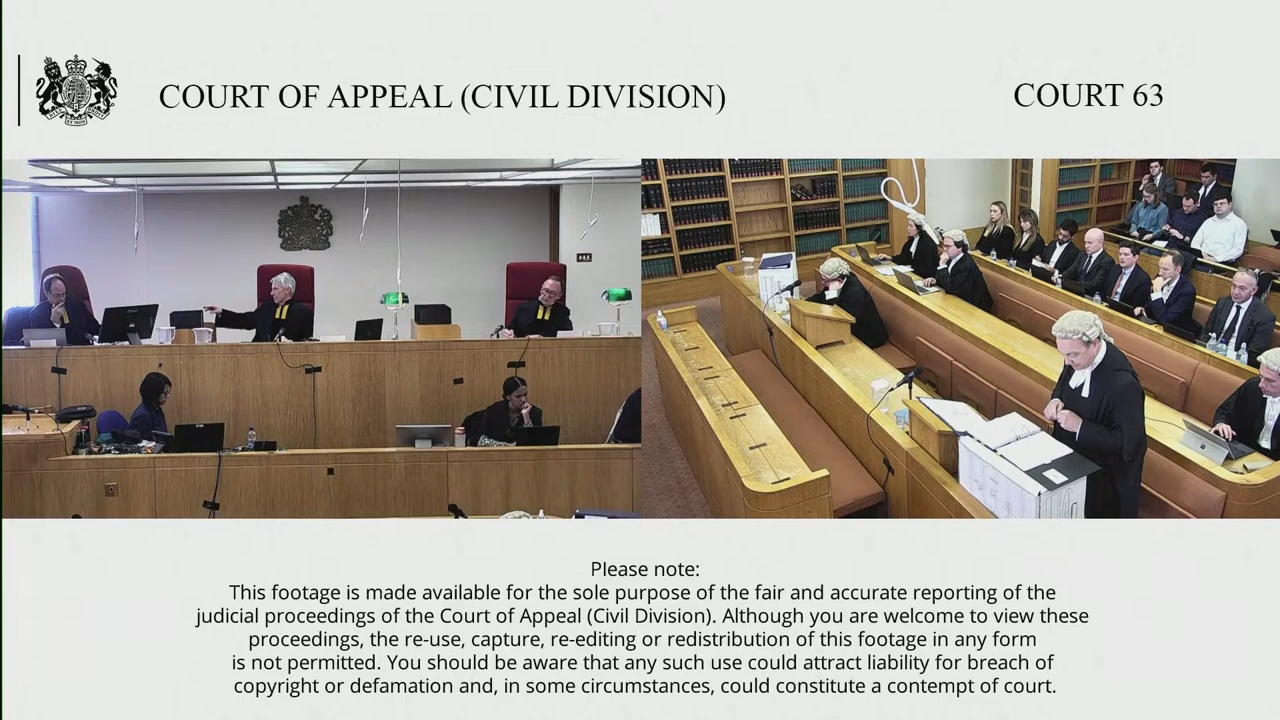 COURT OF APPEAL (CIVIL DIVISION)
COURT 63
Please note:
This footage is made available for the sole purpose of the fair and accurate reporting of the
judicial proceedings of the Court of Appeal (Civil Division). Although you are welcome to view these
proceedings, the re-use, capture, re-editing or redistribution of this footage in any form
is not permitted. You should be aware that any such use could attract liability for breach of
copyright or defamation and, in some circumstances, could constitute a contempt of court.